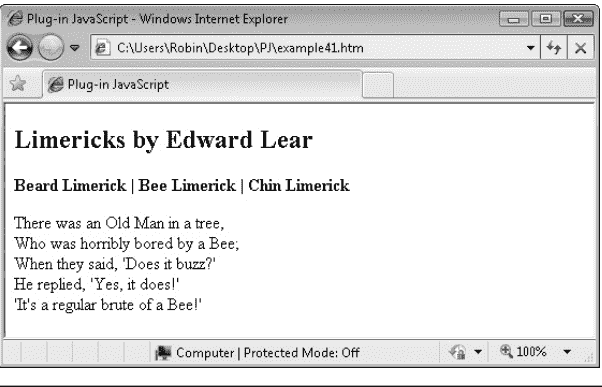 Plug-in JavaScript - Windows Internet Explorer
C:\Users\Robin\Desktop\PJ\example41.htm
Plug-in JavaScript
Limericks by Edward Lear
Beard Limerick | Bee Limerick | Chin Limerick
There was an Old Man in a tree,
Who was horribly bored by a Bee;
When they said, 'Does it buzz?'
He replied, 'Yes, it does!'
'It's a regular brute of a Bee!'
Computer | Protected Mode: Off
100%